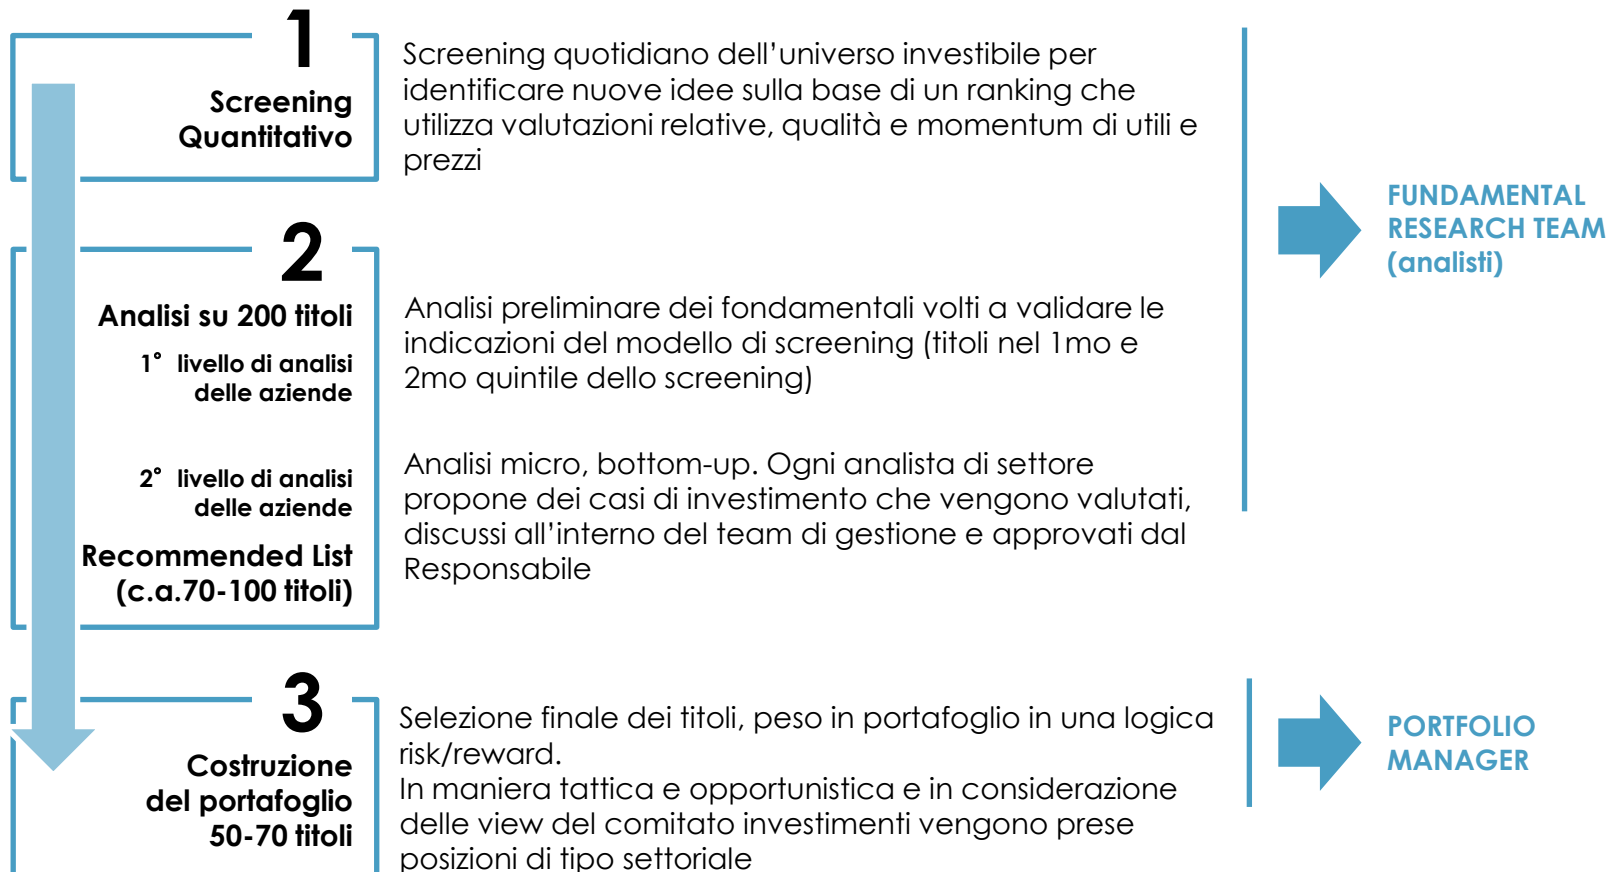 1
Screening
Quantitativo
Screening quotidiano dell’universo investibile per
identificare nuove idee sulla base di un ranking che
utilizza valutazioni relative, qualità e momentum di utili e
prezzi
FUNDAMENTAL
RESEARCH TEAM
(analisti)
2
Analisi su 200 titoli
1° livello di analisi
delle aziende
Analisi preliminare dei fondamentali volti a validare le
indicazioni del modello di screening (titoli nel 1mo e
2mo quintile dello screening)
2° livello di analisi
delle aziende
Recommended List
(c.a.70-100 titoli)
Analisi micro, bottom-up. Ogni analista di settore
propone dei casi di investimento che vengono valutati,
discussi all’interno del team di gestione e approvati dal
Responsabile
3
Costruzione
del portafoglio
50-70 titoli
Selezione finale dei titoli, peso in portafoglio in una logica
risk/reward.
In maniera tattica e opportunistica e in considerazione
delle view del comitato investimenti vengono prese
posizioni di tipo settoriale
PORTFOLIO
MANAGER